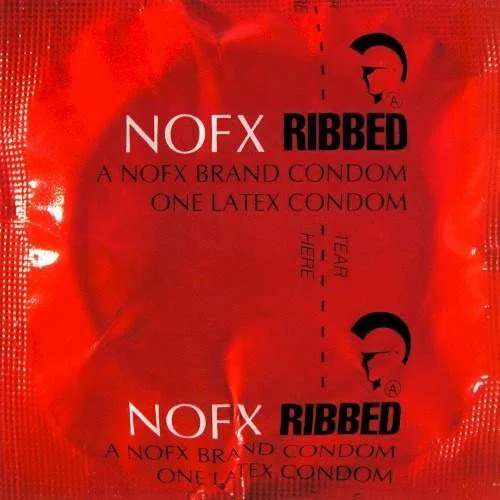 NOFX RIBBED
A NOFX BRAND CONDOM
ONE LATEX CONDOM
TEAR
HERE
NOFX RIBBED
A NOFX BRAND CONDOM
ONE LATEX CONDOM